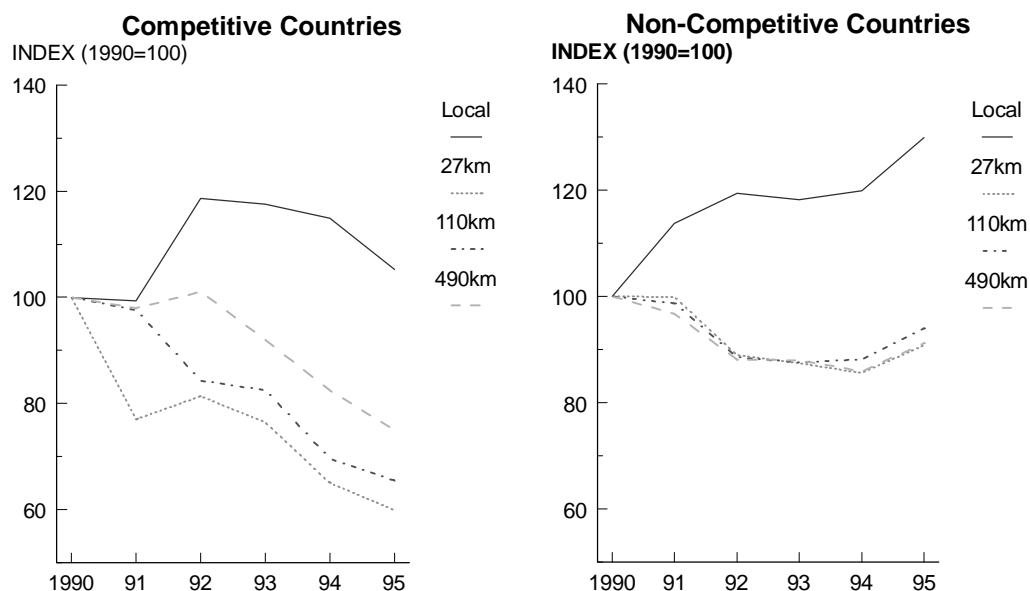 Competitive Countries
INDEX (1990=100)
140
120
100
80
60
1990 91 92 93 94 95
Local
27km
110km
490km
Non-Competitive Countries
INDEX (1990=100)
140
120
100
80
60
1990 91 92 93 94 95
Local
27km
110km
490km